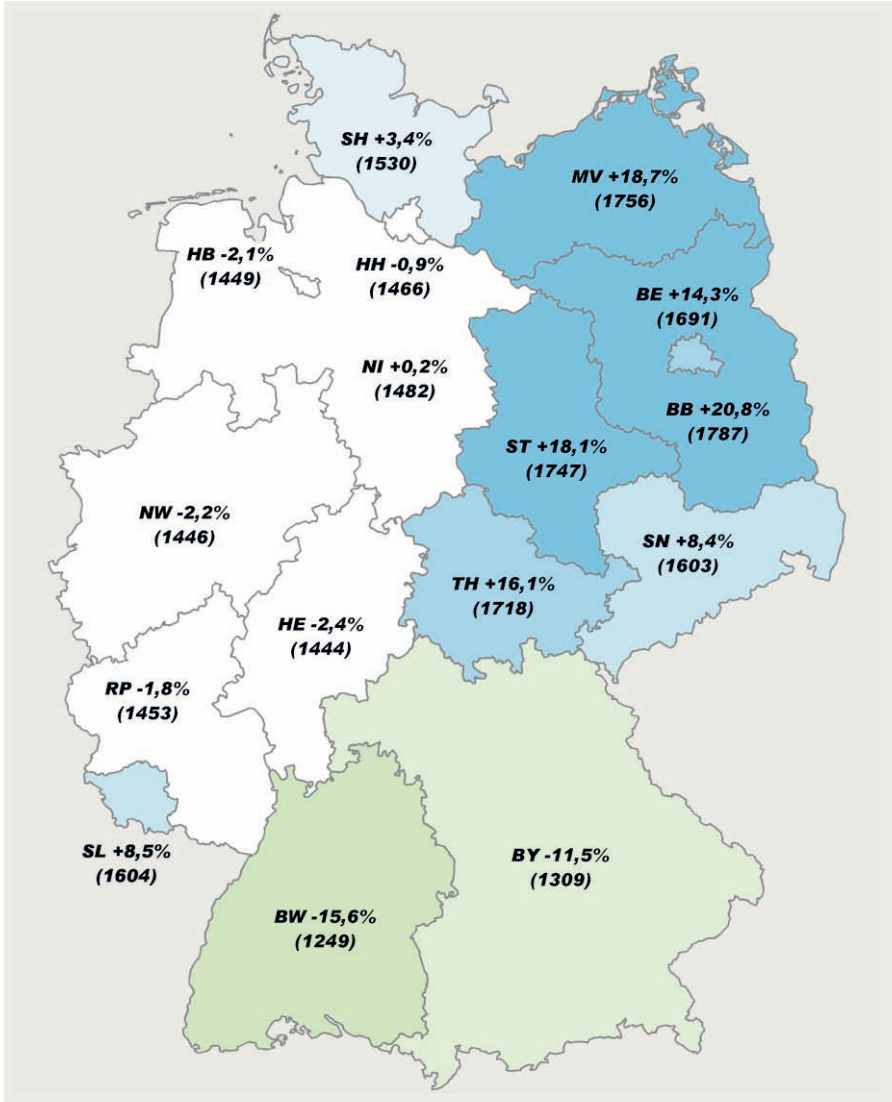 SH +3,4%
(1530)
MV +18,7%
(1756)
HB -2,1%
(1449)
HH -0,9%
(1466)
BE +14,3%
(1691)
NI +0,2%
(1482)
BB +20,8%
(1787)
ST +18,1%
(1747)
NW -2,2%
(1446)
SN +8,4%
(1603)
TH +16,1%
(1718)
HE -2,4%
(1444)
RP -1,8%
(1453)
SL +8,5%
(1604)
BY -11,5%
(1309)
BW -15,6%
(1249)